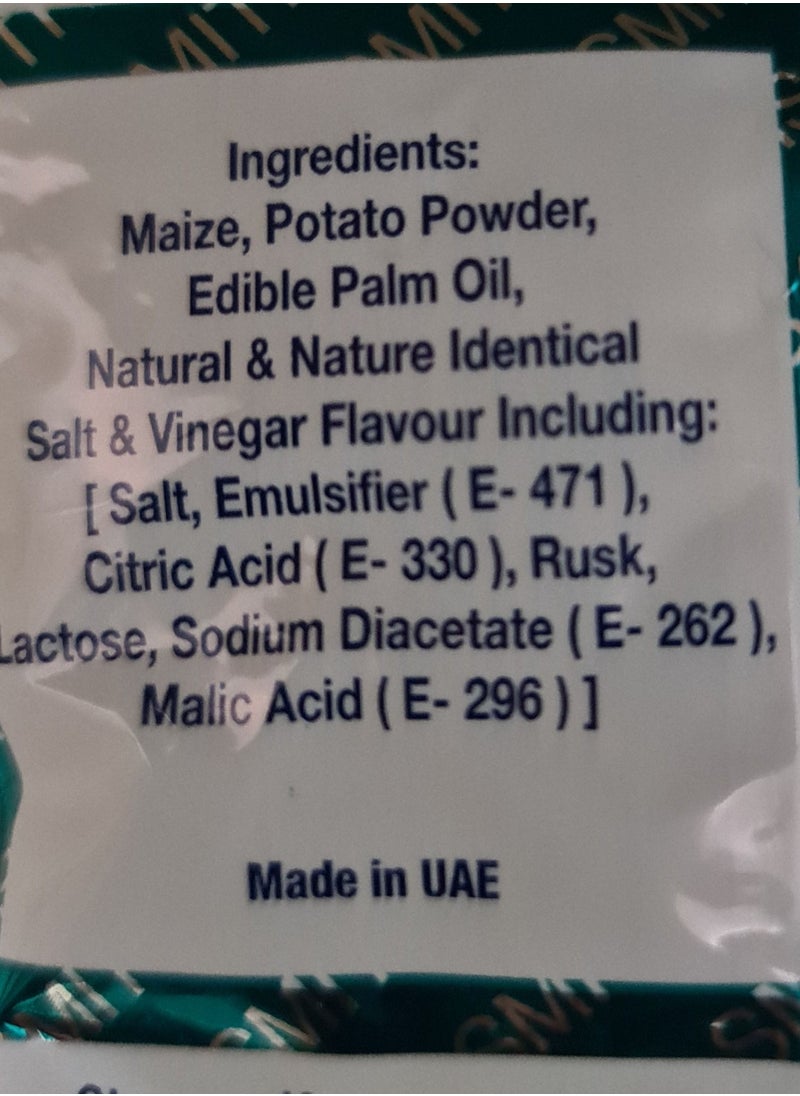 Ingredients:
Maize, Potato Powder,
Edible Palm Oil,
Natural & Nature Identical
Salt & Vinegar Flavour Including:
[ Salt, Emulsifier ( E- 471 ),
Citric Acid ( E- 330 ), Rusk,
Lactose, Sodium Diacetate ( E- 262 ),
Malic Acid ( E- 296 ) ]
Made in UAE